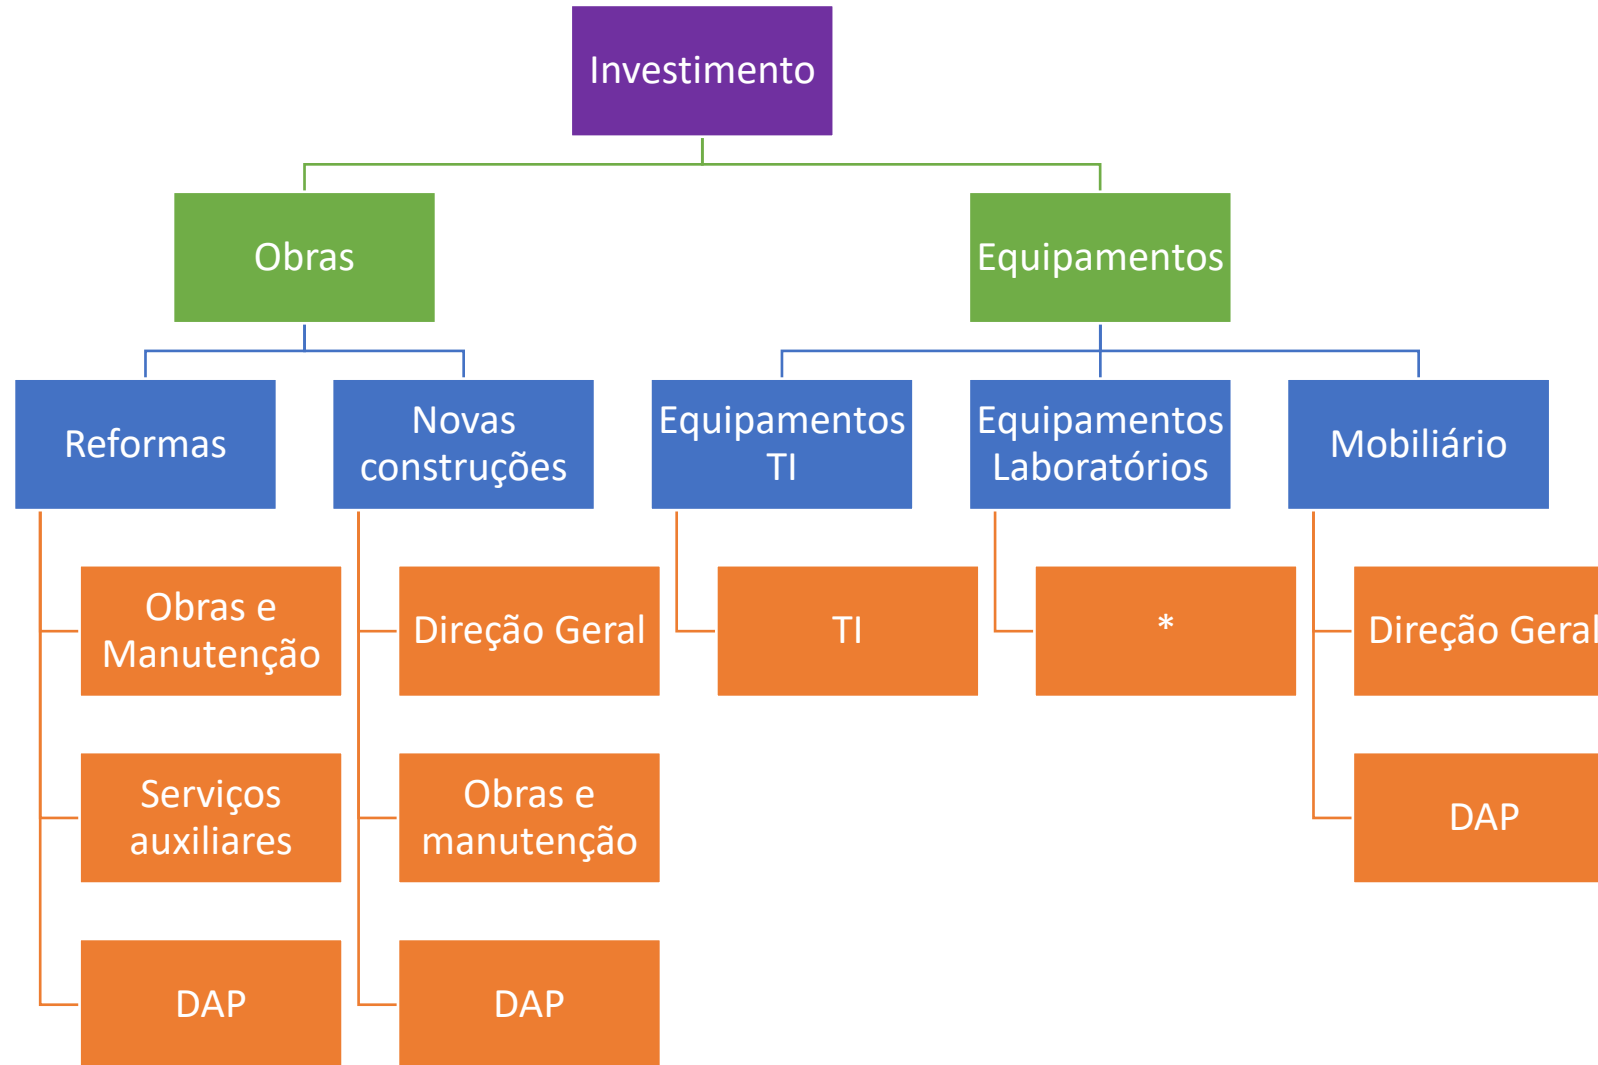 Investimento
Obras
Equipamentos
Reformas
Novas
construções
Equipamentos
TI
Equipamentos
Laboratórios
Mobiliário
Obras e
Manutenção
Direção Geral
TI
*
Direção Geral
Serviços
auxiliares
Obras e
manutenção
DAP
DAP
DAP